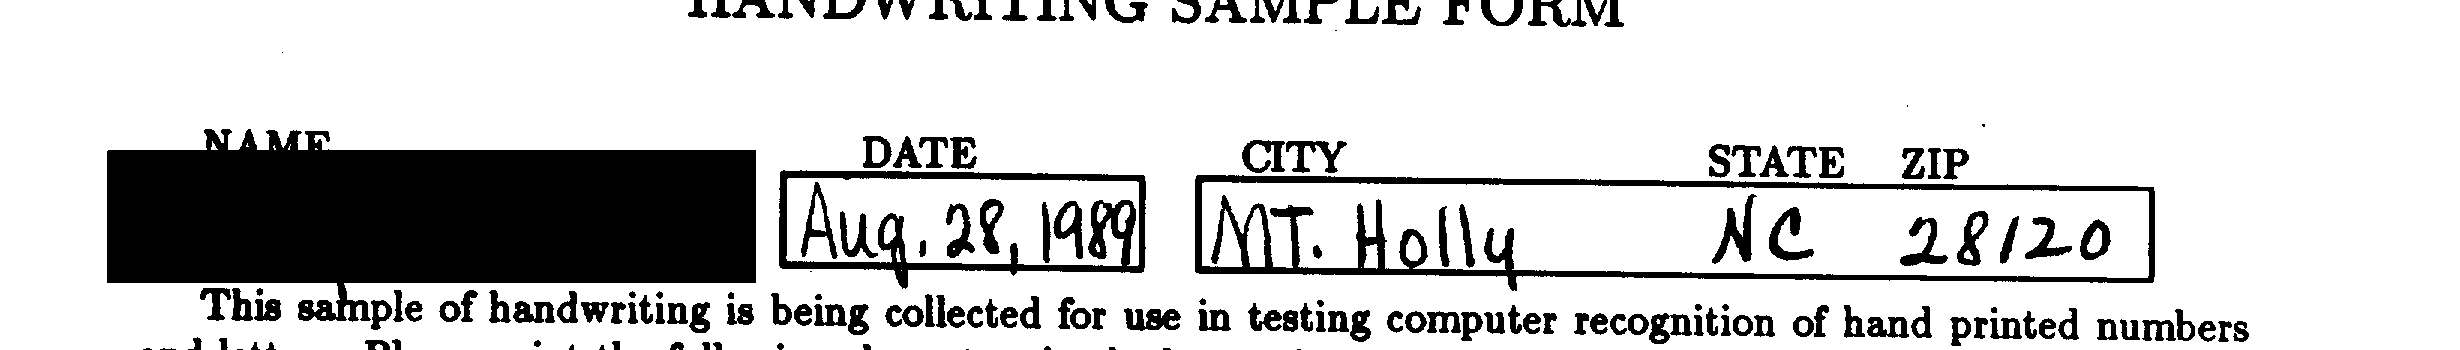 HANDWRITING SAMPLE FORM
NAME DATE CITY STATE ZIP
Aug. 28, 1989 MT. Holly NC 28120
This sample of handwriting is being collected for use in testing computer recognition of hand printed numbers